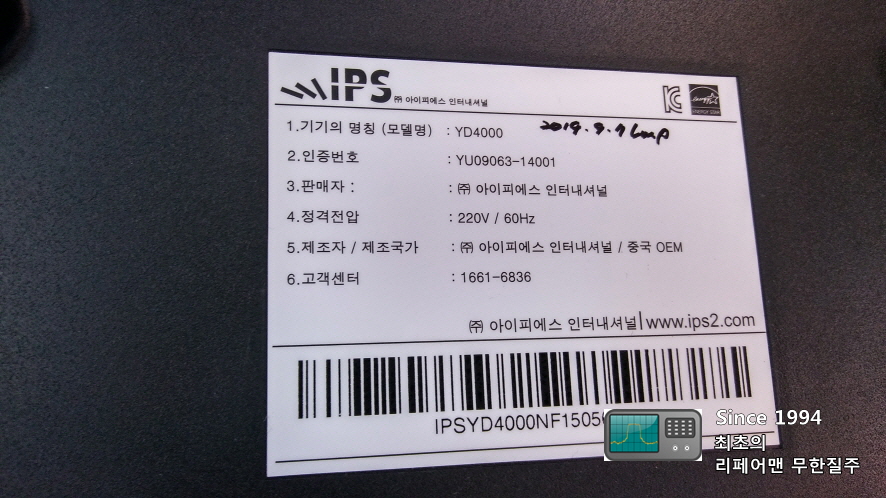 IPS ㈜ 아이피에스 인터내셔널
1.기기의 명칭 (모델명) : YD4000
2.인증번호 : YU09063-14001
3.판매자 : : ㈜ 아이피에스 인터내셔널
4.정격전압 : 220V / 60Hz
5.제조자 / 제조국가 : ㈜ 아이피에스 인터내셔널 / 중국 OEM
6.고객센터 : 1661-6836
㈜ 아이피에스 인터내셔널 | www.ips2.com
IPSYD4000NF1505
Since 1994
최초의
리페어맨 무한질주